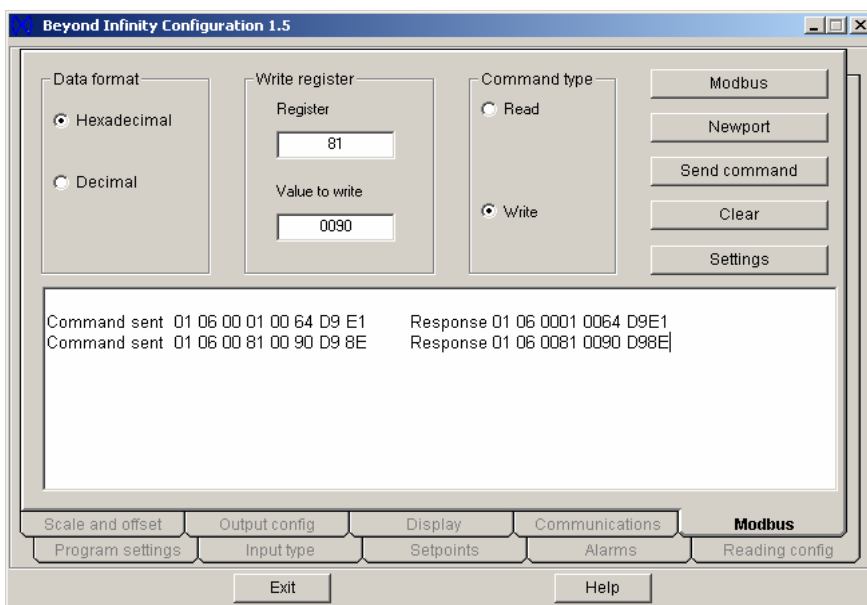 Beyond Infinity Configuration 1.5
Data format
Hexadecimal
Decimal
Write register
Register
81
Value to write
0090
Command type
Read
Write
Modbus
Newport
Send command
Clear
Settings
Command sent 01 06 00 01 00 64 D9 E1 Response 01 06 0001 0064 D9E1
Command sent 01 06 00 81 00 90 D9 8E Response 01 06 0081 0090 D98E
Scale and offset Output config Display Communications Modbus
Program settings Input type Setpoints Alarms Reading config
Exit Help